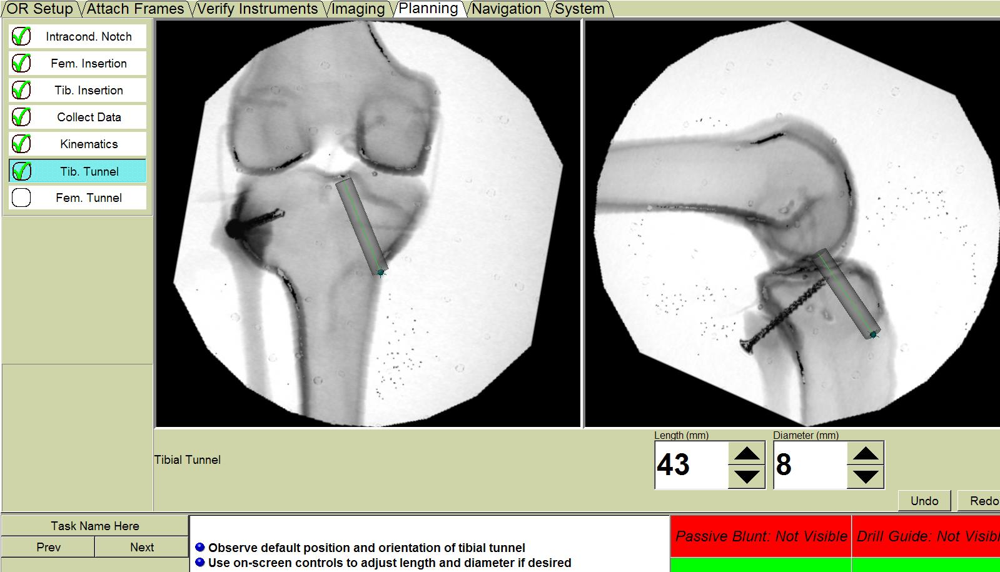 OR Setup Attach Frames Verify Instruments Imaging Planning Navigation System
Intracond. Notch
Fem. Insertion
Tib. Insertion
Collect Data
Kinematics
Tib. Tunnel
Fem. Tunnel
Length (mm) Diameter (mm)
43 8
Tibial Tunnel
Undo Redo
Task Name Here
Prev Next
Observe default position and orientation of tibial tunnel
Use on-screen controls to adjust length and diameter if desired
Passive Blunt: Not Visible Drill Guide: Not Visibl